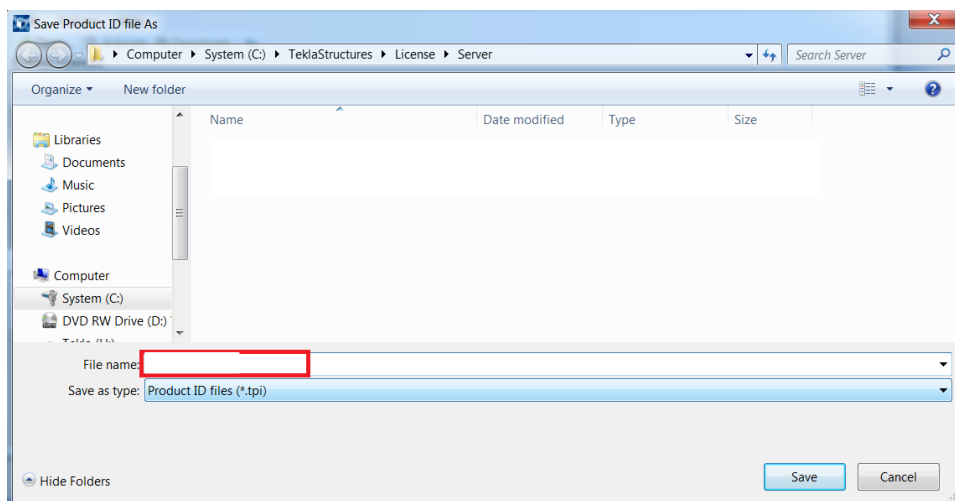 Save Product ID file As
Computer System (C:) TeklaStructures License Server Search Server
Organize New folder
Name Date modified Type Size
Libraries
Documents
Music
Pictures
Videos
Computer
System (C:)
DVD RW Drive (D:)
File name:
Save as type: Product ID files (*.tpi)
Hide Folders Save Cancel